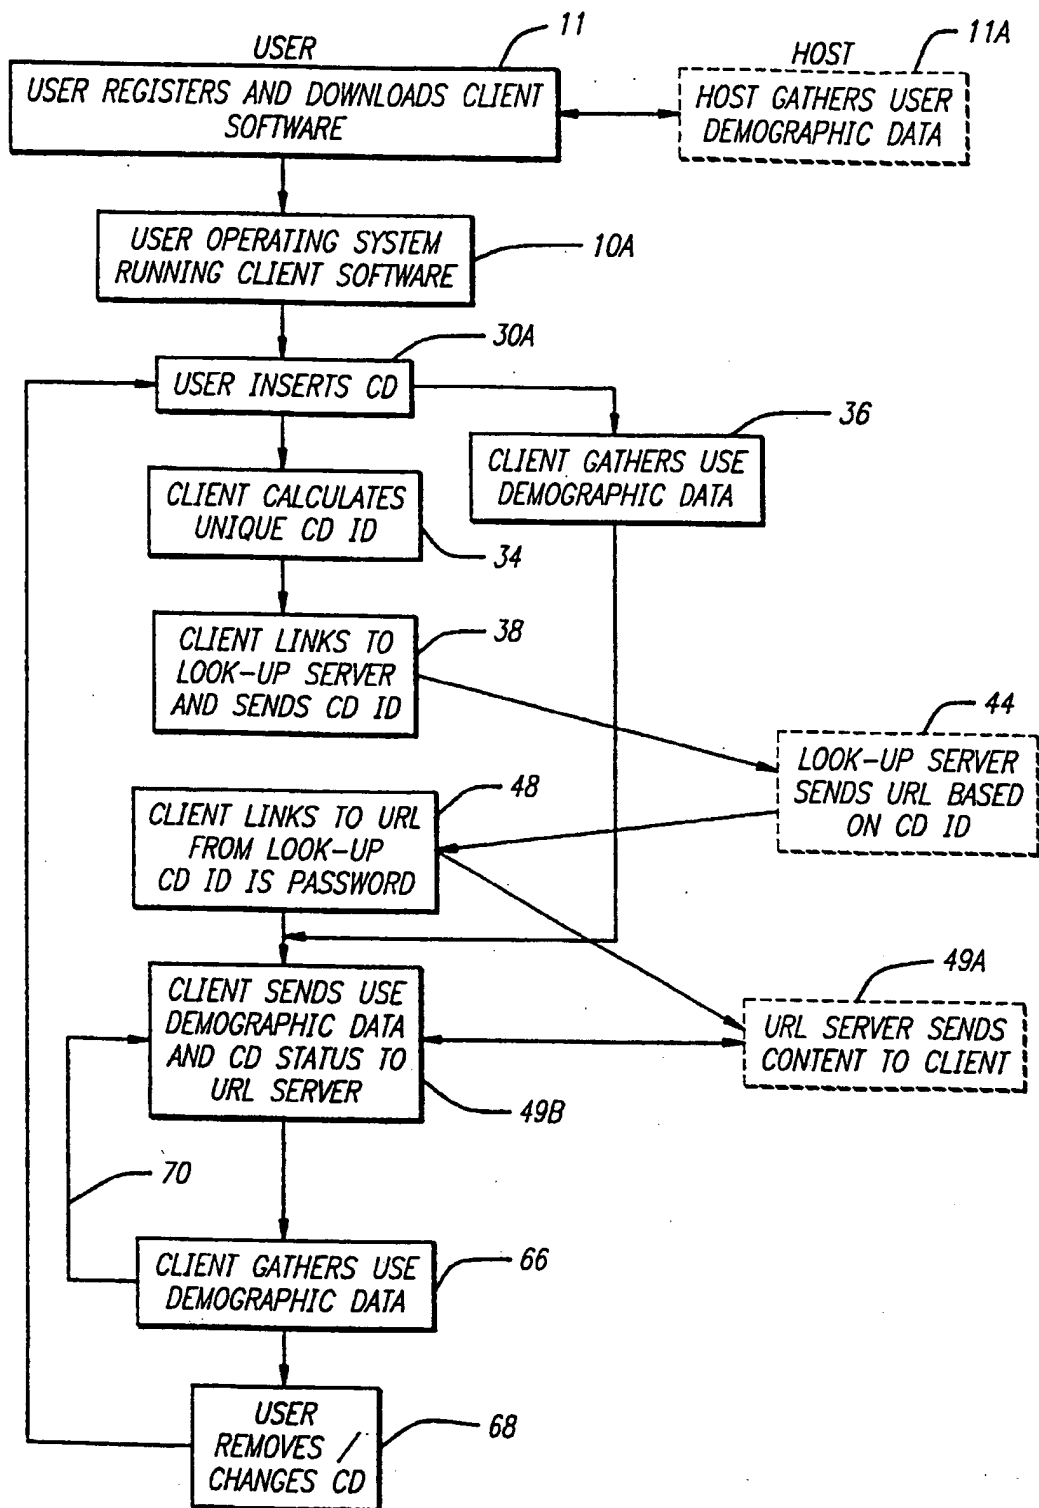 11
11A
USER
HOST
USER REGISTERS AND DOWNLOADS CLIENT
SOFTWARE
HOST GATHERS USER
DEMOGRAPHIC DATA
USER OPERATING SYSTEM
RUNNING CLIENT SOFTWARE
10A
30A
USER INSERTS CD
36
CLIENT GATHERS USE
DEMOGRAPHIC DATA
CLIENT CALCULATES
UNIQUE CD ID
34
CLIENT LINKS TO
LOOK-UP SERVER
AND SENDS CD ID
38
44
LOOK-UP SERVER
SENDS URL BASED
ON CD ID
48
CLIENT LINKS TO URL
FROM LOOK-UP
CD ID IS PASSWORD
49A
CLIENT SENDS USE
DEMOGRAPHIC DATA
AND CD STATUS TO
URL SERVER
URL SERVER SENDS
CONTENT TO CLIENT
49B
70
CLIENT GATHERS USE
DEMOGRAPHIC DATA
66
USER
REMOVES /
CHANGES CD
68